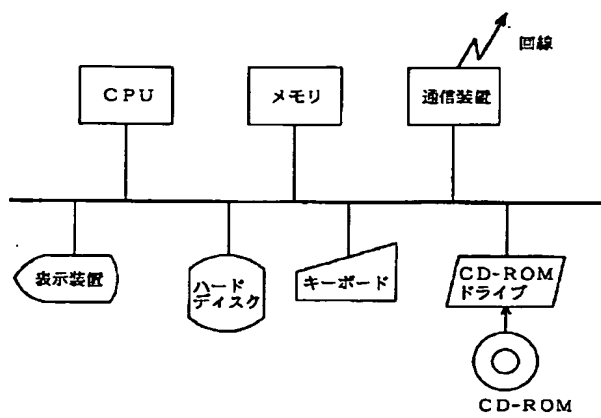 回線
CPU
メモリ
通信装置
表示装置
ハード
ディスク
キーボード
CD-ROM
ドライブ
CD-ROM